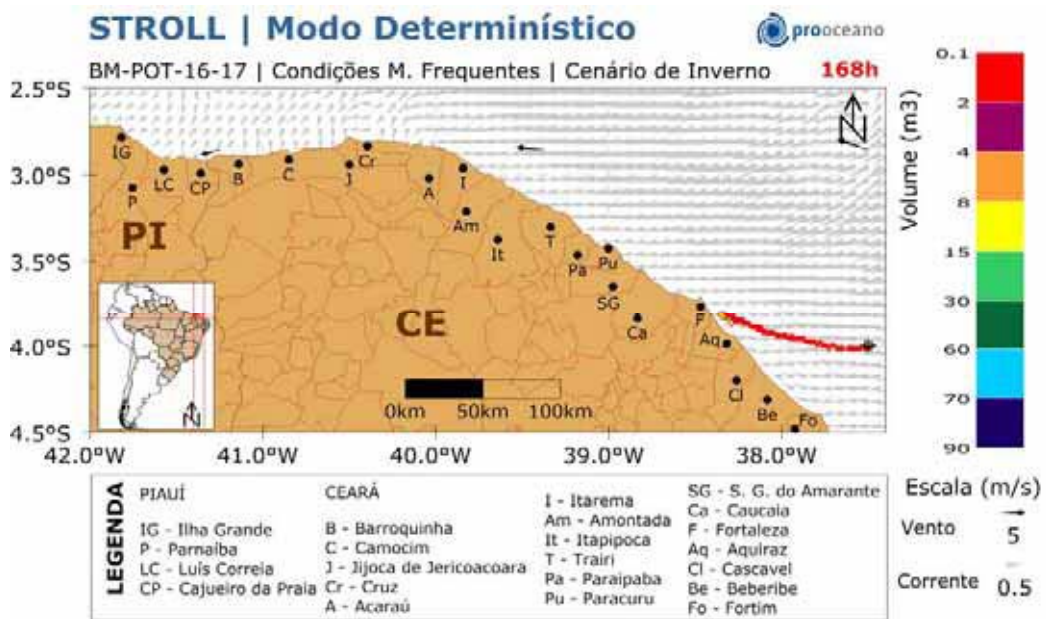 STROLL | Modo Determinístico
prooceano
BM-POT-16-17 | Condições M. Frequentes | Cenário de Inverno 168h
2.5°S
3.0°S
3.5°S
4.0°S
4.5°S
42.0°W 41.0°W 40.0°W 39.0°W 38.0°W
IG
P
LC
CP
B
C
J
Cr
A
I
Am
It
T
Pa
Pu
SG
Ca
F
Aq
Cl
Be
Fo
PI
CE
N
N
0km 50km 100km
Volume (m3)
0.1
2
4
8
15
30
60
70
90
LEGENDA
PIAUÍ
IG - Ilha Grande
P - Parnaíba
LC - Luís Correia
CP - Cajueiro da Praia
CEARÁ
B - Barroquinha
C - Camocim
J - Jijoca de Jericoacoara
Cr - Cruz
A - Acaraú
I - Itarema
Am - Amontada
It - Itapipoca
T - Trairi
Pa - Paraipaba
Pu - Paracuru
SG - S. G. do Amarante
Ca - Caucaia
F - Fortaleza
Aq - Aquiraz
Cl - Cascavel
Be - Beberibe
Fo - Fortim
Escala (m/s)
Vento 5
Corrente 0.5